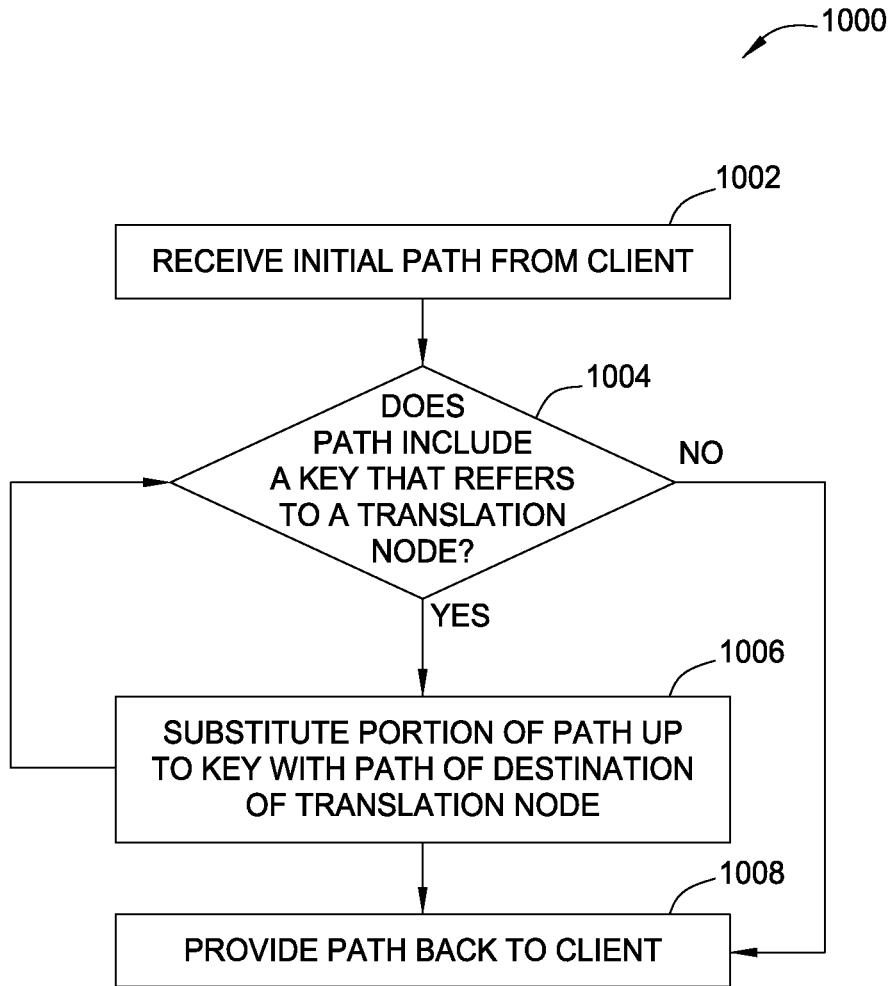 1000
1002
RECEIVE INITIAL PATH FROM CLIENT
1004
DOES
PATH INCLUDE
A KEY THAT REFERS
TO A TRANSLATION
NODE?
NO
YES
1006
SUBSTITUTE PORTION OF PATH UP
TO KEY WITH PATH OF DESTINATION
OF TRANSLATION NODE
1008
PROVIDE PATH BACK TO CLIENT